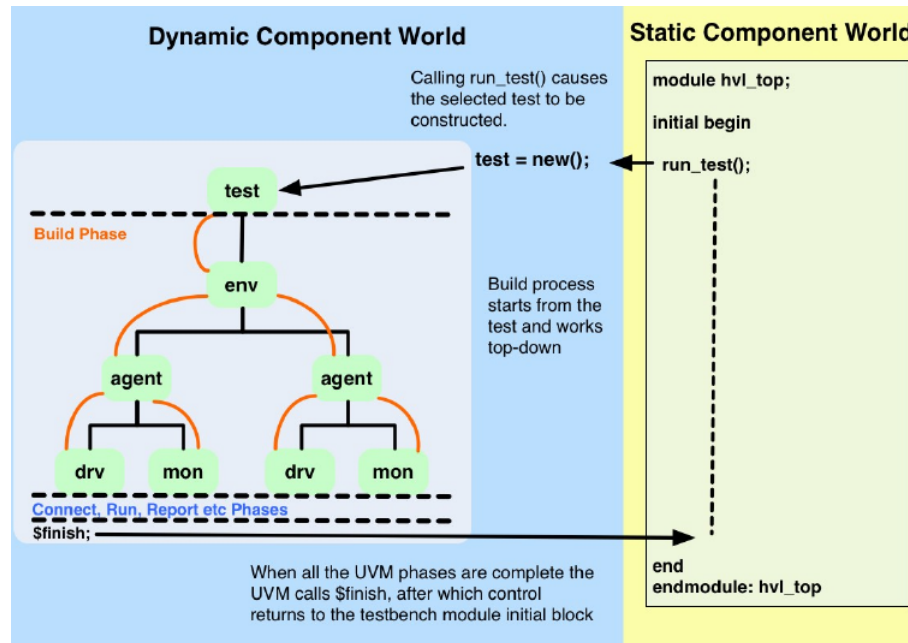 Dynamic Component World
Static Component World
Calling run_test() causes
the selected test to be
constructed.
module hvl_top;
initial begin
test = new();
run_test();
test
Build Phase
env
Build process
starts from the
test and works
top-down
agent
agent
drv
mon
drv
mon
Connect, Run, Report etc Phases
$finish;
When all the UVM phases are complete the
UVM calls $finish, after which control
returns to the testbench module initial block
end
endmodule: hvl_top